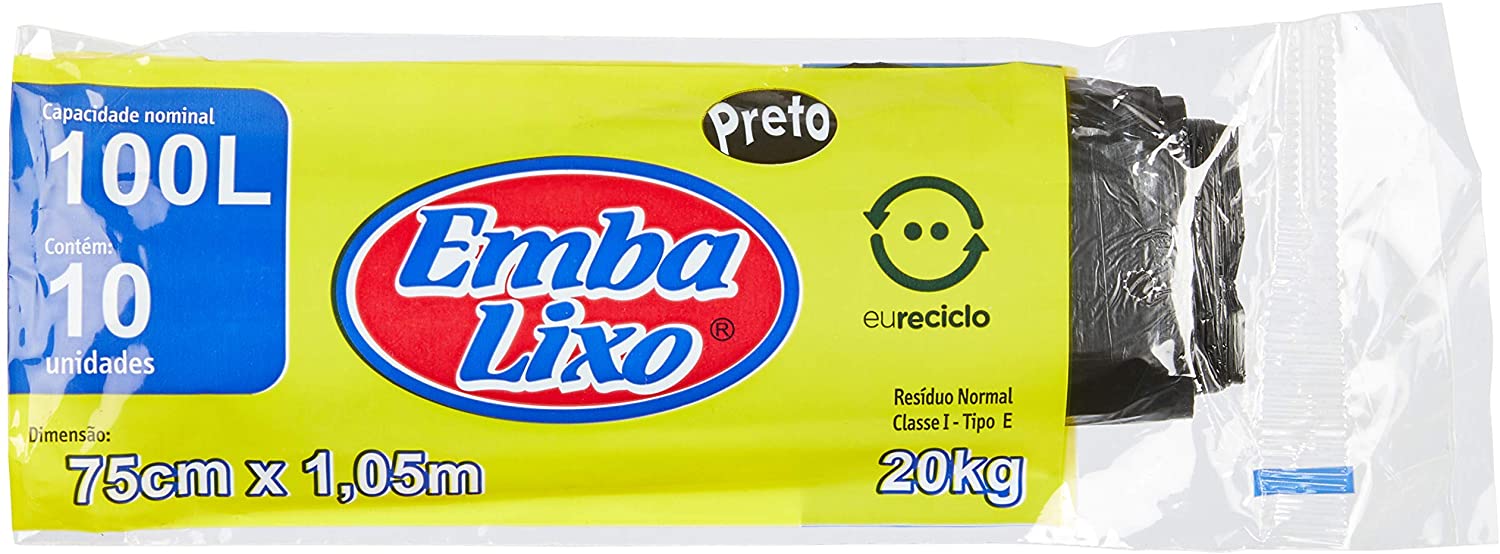 Capacidade nominal
100L
Contém:
10
unidades
Dimensão:
75cm x 1,05m
Preto
Emba
Lixo®
eureciclo
Resíduo Normal
Classe I - Tipo E
20kg